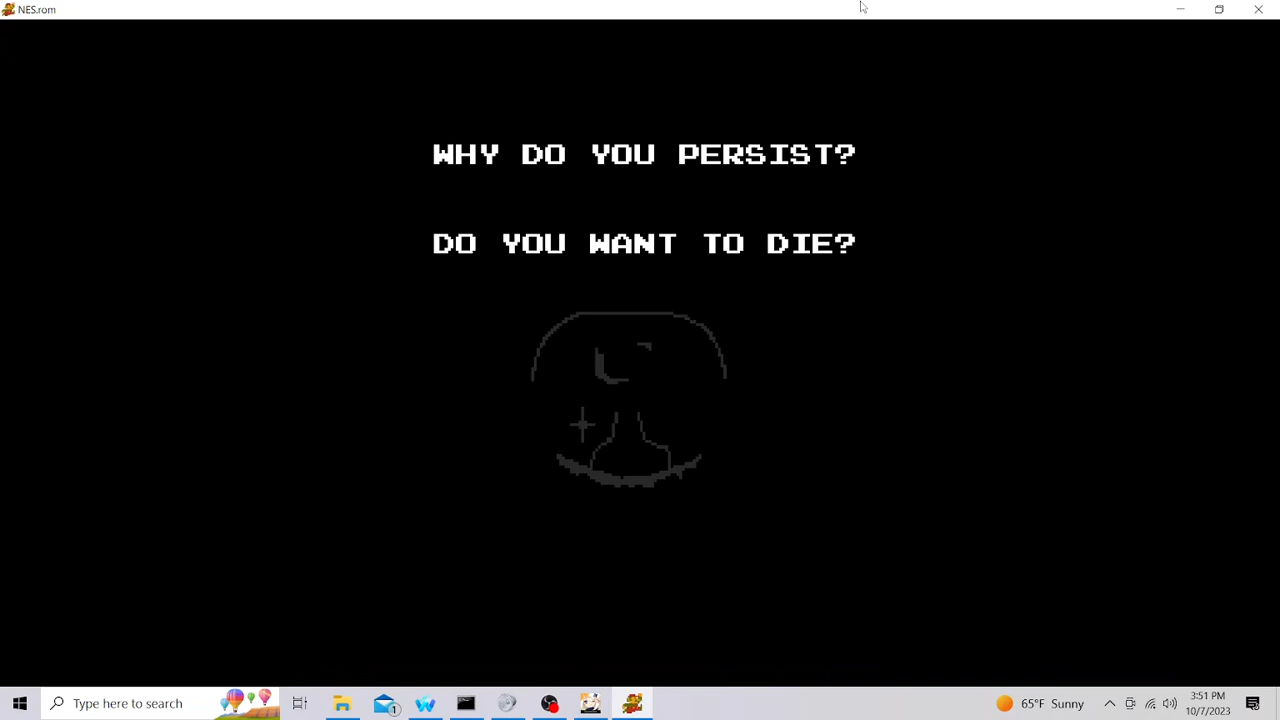 NES.rom
WHY DO YOU PERSIST?
DO YOU WANT TO DIE?
Type here to search
1
65°F Sunny
3:51 PM
10/7/2023